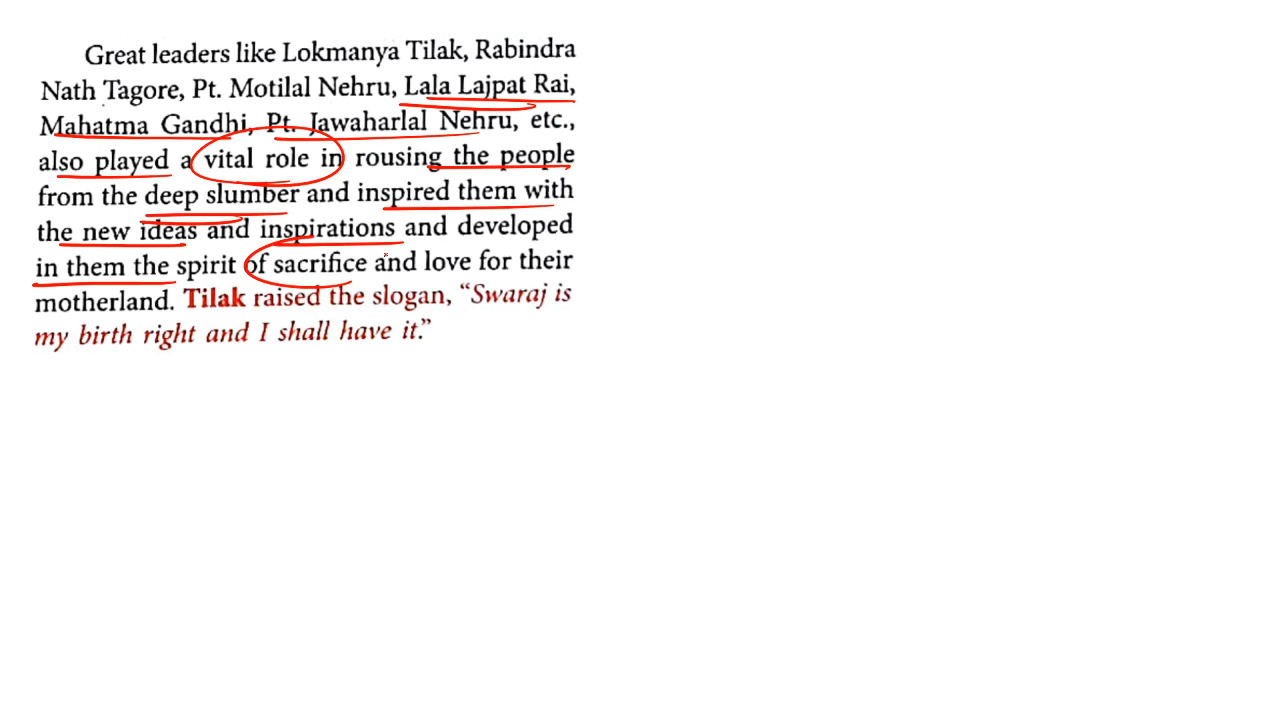 Great leaders like Lokmanya Tilak, Rabindra
Nath Tagore, Pt. Motilal Nehru, Lala Lajpat Rai,
Mahatma Gandhi, Pt. Jawaharlal Nehru, etc.,
also played a vital role in rousing the people
from the deep slumber and inspired them with
the new ideas and inspirations and developed
in them the spirit of sacrifice and love for their
motherland. Tilak raised the slogan, “Swaraj is
my birth right and I shall have it.”